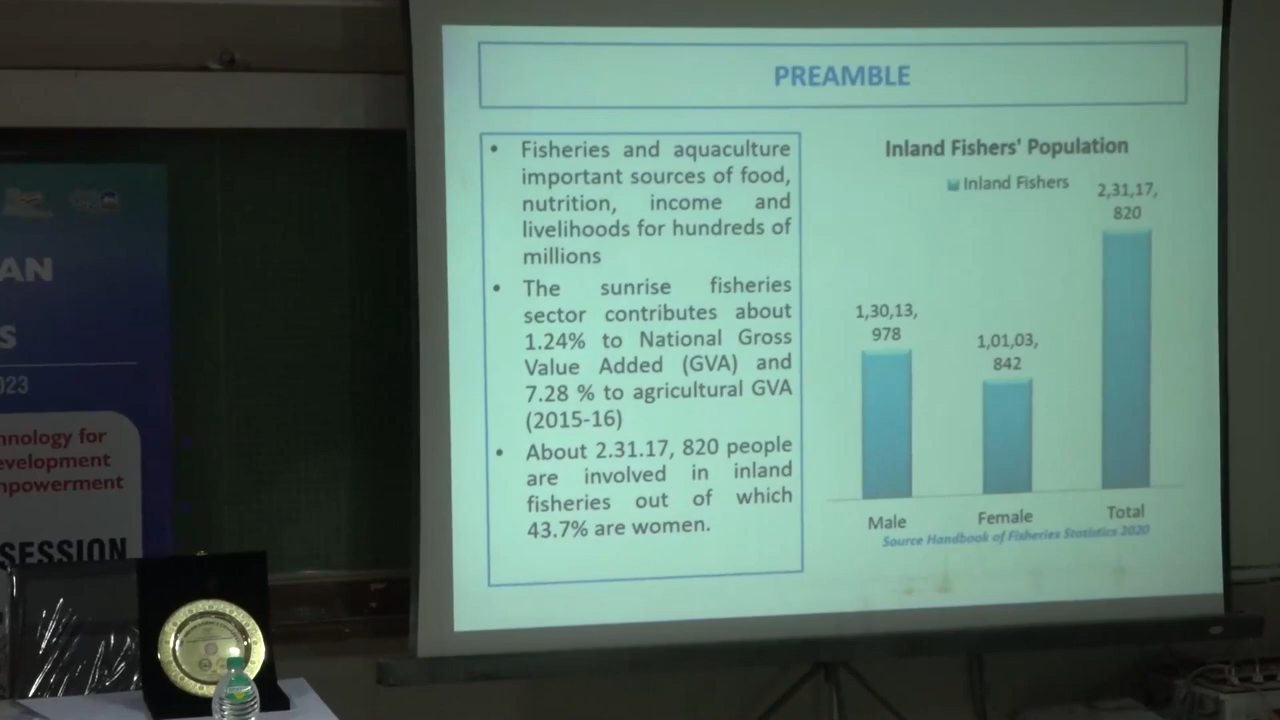 PREAMBLE
• Fisheries and aquaculture
important sources of food,
nutrition, income and
livelihoods for hundreds of
millions
• The sunrise fisheries
sector contributes about
1.24% to National Gross
Value Added (GVA) and
7.28 % to agricultural GVA
(2015-16)
• About 2.31.17, 820 people
are involved in inland
fisheries out of which
43.7% are women.
Inland Fishers' Population
Inland Fishers
2,31,17,
820
1,30,13,
978
1,01,03,
842
Male
Female
Total
Source Handbook of Fisheries Statistics 2020
AN
S
023
hnology for
evelopment
mpowerment
SESSION